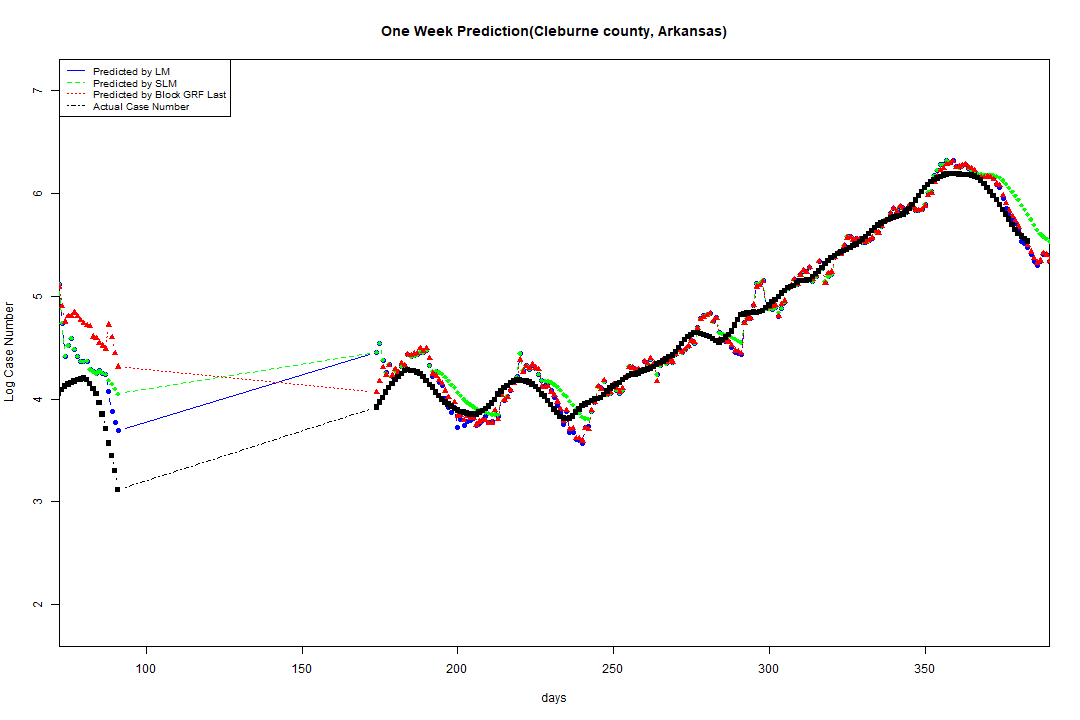 One Week Prediction(Cleburne county, Arkansas)
Predicted by LM
Predicted by SLM
Predicted by Block GRF Last
Actual Case Number
Log Case Number
7
6
5
4
3
2
100 150 200 250 300 350
days